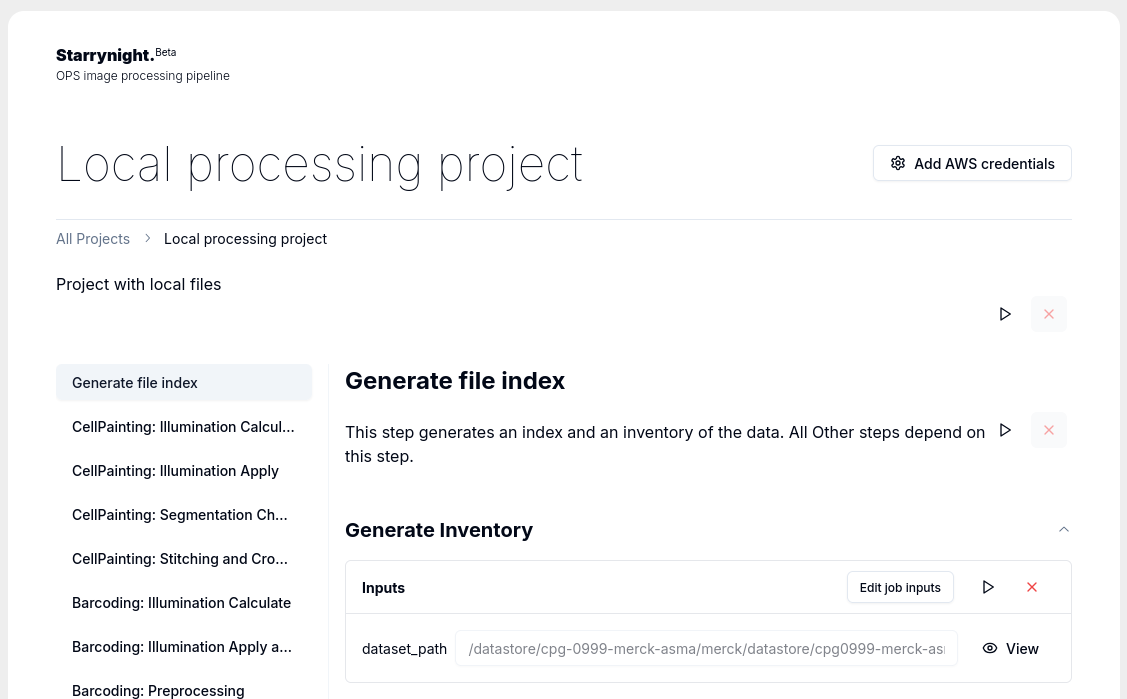 Starrynight. Beta
OPS image processing pipeline
Local processing project
Add AWS credentials
All Projects
Local processing project
Project with local files
Generate file index
CellPainting: Illumination Calcul...
CellPainting: Illumination Apply
CellPainting: Segmentation Ch...
CellPainting: Stitching and Cro...
Barcoding: Illumination Calculate
Barcoding: Illumination Apply a...
Barcoding: Preprocessing
Generate file index
This step generates an index and an inventory of the data. All Other steps depend on
this step.
Generate Inventory
Inputs
Edit job inputs
dataset_path
/datastore/cpg-0999-merck-asma/merck/datastore/cpg0999-merck-as
View